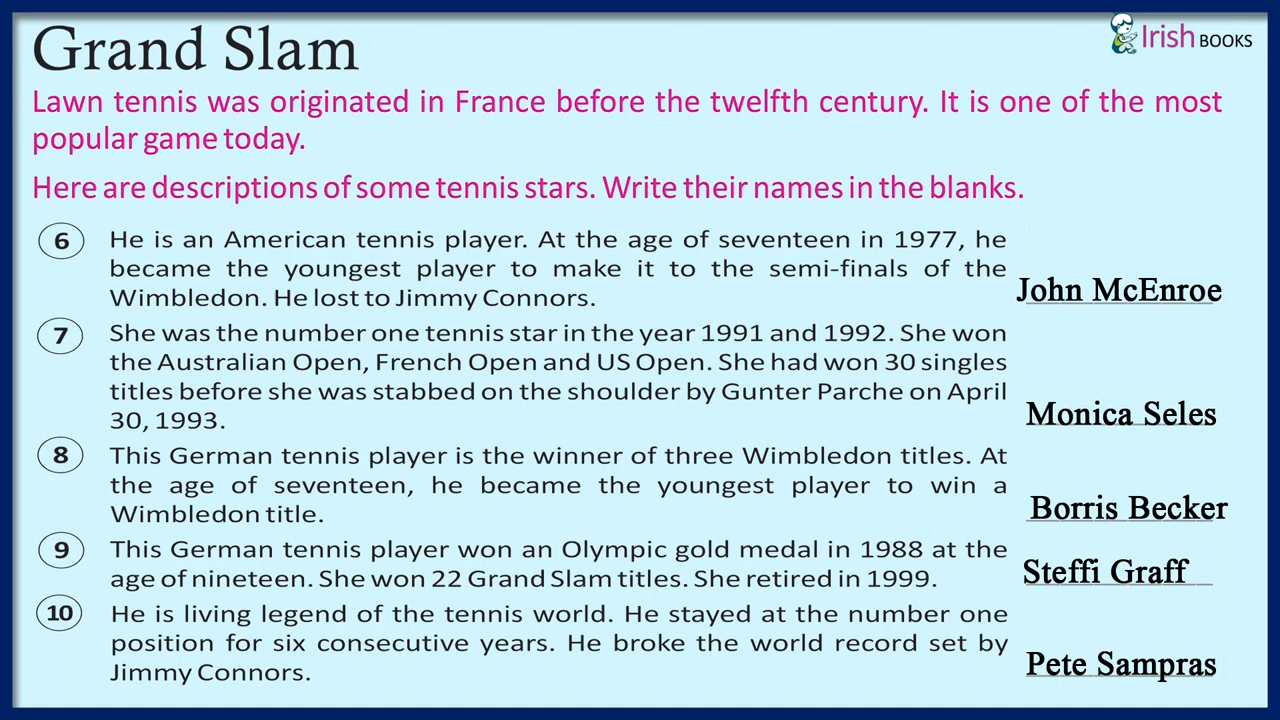 Grand Slam
Irish BOOKS
Lawn tennis was originated in France before the twelfth century. It is one of the most
popular game today.
Here are descriptions of some tennis stars. Write their names in the blanks.
6 He is an American tennis player. At the age of seventeen in 1977, he
became the youngest player to make it to the semi-finals of the
Wimbledon. He lost to Jimmy Connors.
John McEnroe
7 She was the number one tennis star in the year 1991 and 1992. She won
the Australian Open, French Open and US Open. She had won 30 singles
titles before she was stabbed on the shoulder by Gunter Parche on April
30, 1993.
Monica Seles
8 This German tennis player is the winner of three Wimbledon titles. At
the age of seventeen, he became the youngest player to win a
Wimbledon title.
Borris Becker
9 This German tennis player won an Olympic gold medal in 1988 at the
age of nineteen. She won 22 Grand Slam titles. She retired in 1999.
Steffi Graff
10 He is living legend of the tennis world. He stayed at the number one
position for six consecutive years. He broke the world record set by
Jimmy Connors.
Pete Sampras